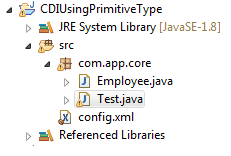 CDIUsingPrimitiveType
JRE System Library [JavaSE-1.8]
src
com.app.core
Employee.java
Test.java
config.xml
Referenced Libraries